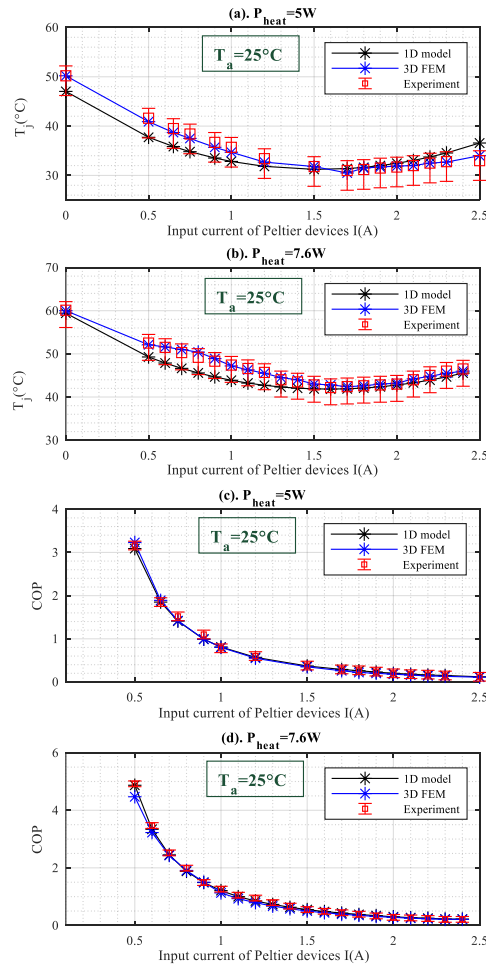 (a). P_heat=5W
T_a=25°C
1D model
3D FEM
Experiment
T_j(°C)
60
50
40
30
0
0.5
1
1.5
2
2.5
Input current of Peltier devices I(A)
(b). P_heat=7.6W
T_a=25°C
1D model
3D FEM
Experiment
T_j(°C)
70
60
50
40
30
0
0.5
1
1.5
2
2.5
Input current of Peltier devices I(A)
(c). P_heat=5W
T_a=25°C
1D model
3D FEM
Experiment
COP
4
3
2
1
0
0.5
1
1.5
2
2.5
Input current of Peltier devices I(A)
(d). P_heat=7.6W
T_a=25°C
1D model
3D FEM
Experiment
COP
6
4
2
0
0.5
1
1.5
2
2.5
Input current of Peltier devices I(A)